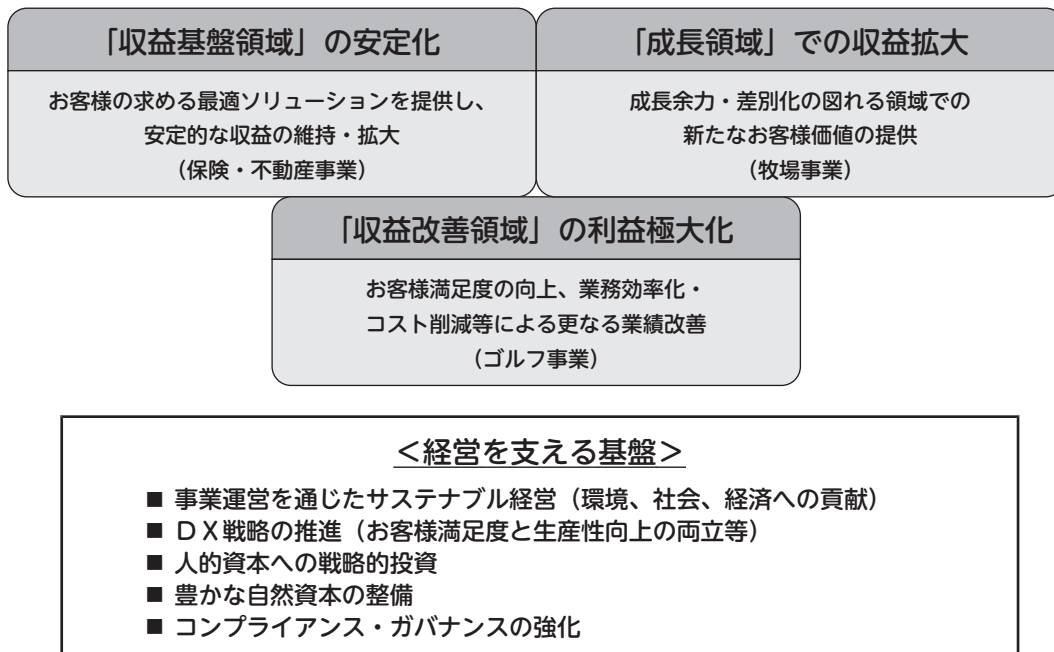 「収益基盤領域」の安定化
お客様の求める最適ソリューションを提供し、
安定的な収益の維持・拡大
（保険・不動産事業）
「成長領域」での収益拡大
成長余力・差別化の図れる領域での
新たなお客様価値の提供
（牧場事業）
「収益改善領域」の利益極大化
お客様満足度の向上、業務効率化・
コスト削減等による更なる業績改善
（ゴルフ事業）
＜経営を支える基盤＞
■ 事業運営を通じたサステナブル経営（環境、社会、経済への貢献）
■ ＤＸ戦略の推進（お客様満足度と生産性向上の両立等）
■ 人的資本への戦略的投資
■ 豊かな自然資本の整備
■ コンプライアンス・ガバナンスの強化